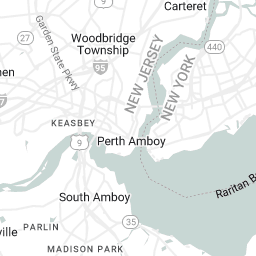 Carteret
27
Garden State Pkwy
Woodbridge
Township
440
95
NEW JERSEY
NEW YORK
KEASBEY
9
Perth Amboy
South Amboy
Raritan B
35
PARLIN
MADISON PARK